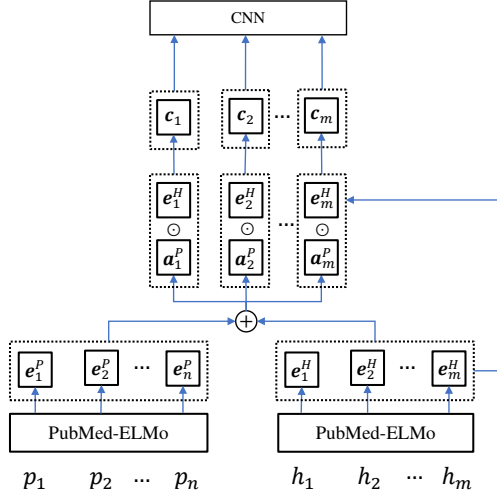 CNN
c₁ c₂ ... cₘ
e₁ᴴ e₂ᴴ ... eₘᴴ
⊙ ⊙ ⊙
a₁ᴾ a₂ᴾ aₘᴾ
+
e₁ᴾ e₂ᴾ ... eₙᴾ e₁ᴴ e₂ᴴ ... eₘᴴ
PubMed-ELMo PubMed-ELMo
p₁ p₂ ... pₙ h₁ h₂ ... hₘ